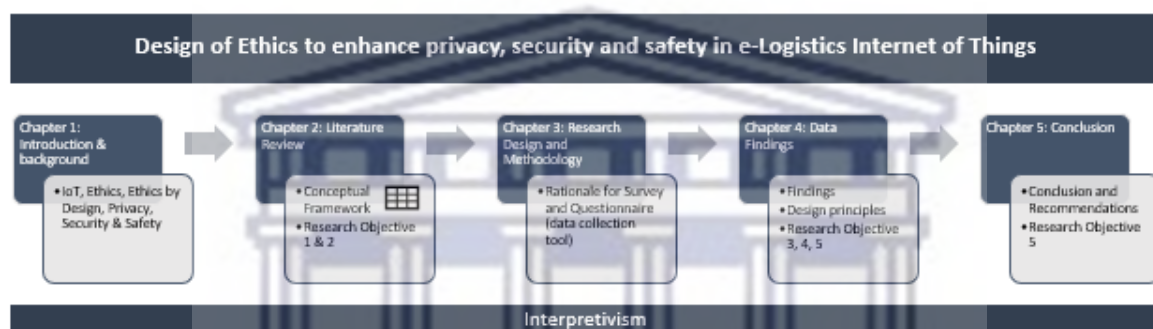 Design of Ethics to enhance privacy, security and safety in e-Logistics Internet of Things
Chapter 1:
Introduction &
background
• IoT, Ethics, Ethics by
Design, Privacy,
Security & Safety
Chapter 2: Literature
Review
• Conceptual
Framework
• Research Objective
1 & 2
Chapter 3: Research
Design and
Methodology
• Rationale for Survey
and Questionnaire
(data collection
tool)
Chapter 4: Data
Findings
• Findings
• Design principles
• Research Objective
3, 4, 5
Chapter 5: Conclusion
• Conclusion and
Recommendations
• Research Objective
5
Interpretivism